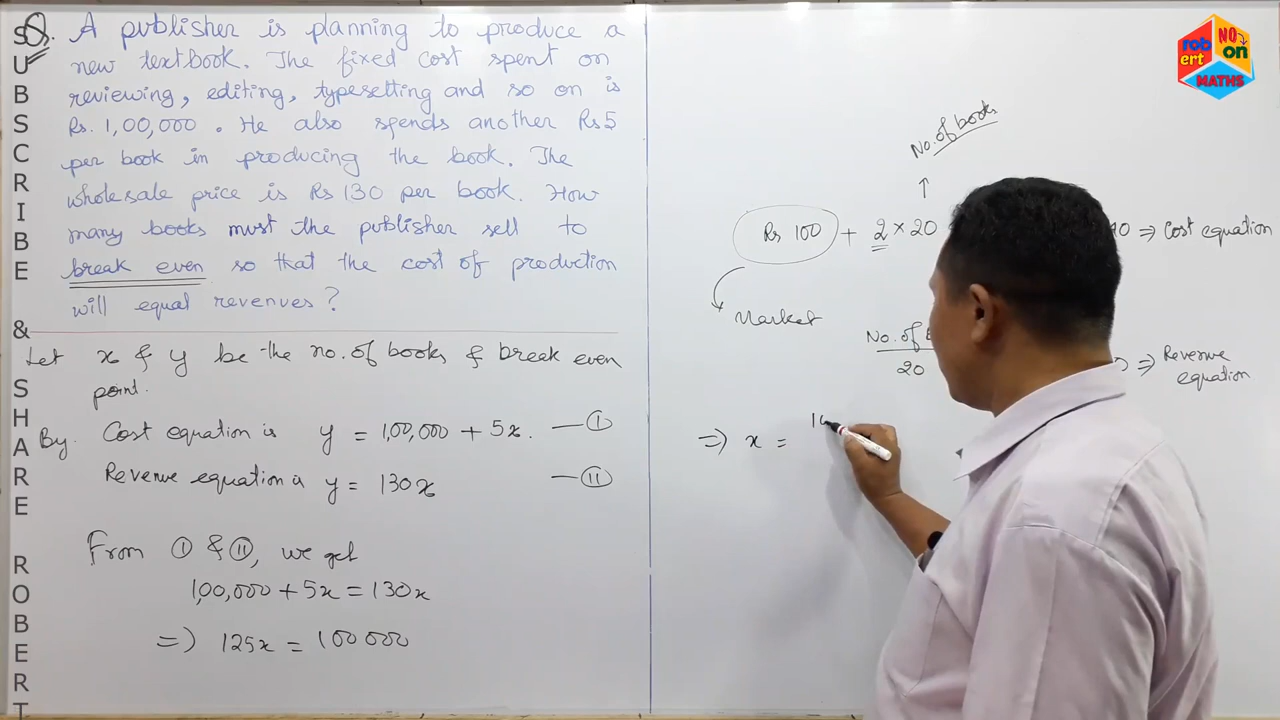 SUBSCRIBE & SHARE ROBERT
Q. A publisher is planning to produce a
new textbook. The fixed cost spent on
reviewing, editing, typesetting and so on is
Rs. 1,00,000. He also spends another Rs 5
per book in producing the book. The
wholesale price is Rs 130 per book. How
many books must the publisher sell to
break even so that the cost of production
will equal revenues?
Let x & y be the no. of books & break even
point.
By. Cost equation is y = 1,00,000 + 5x. — I
Revenue equation is y = 130x — II
From I & II, we get
1,00,000 + 5x = 130x
=) 125x = 100000
robert NO on
MATHS
No. of books
↑
Rs 100 + 2 × 20
⇒ Cost equation
Market
No. of
20
⇒ Revenue
equation
=) x =